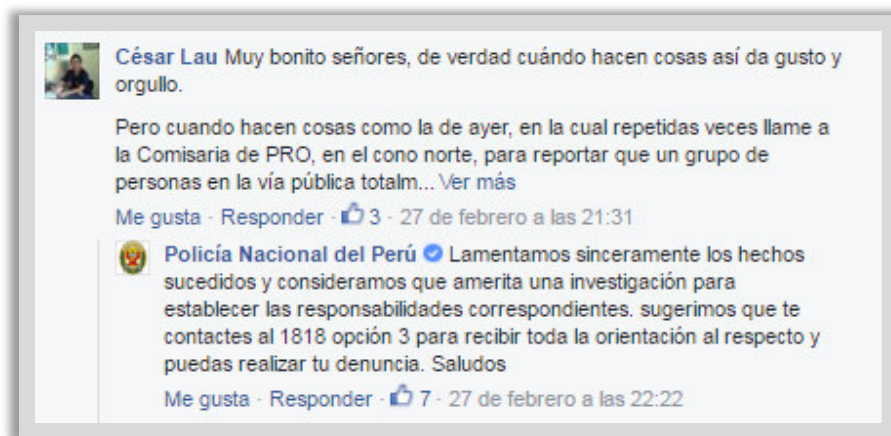 César Lau Muy bonito señores, de verdad cuándo hacen cosas así da gusto y
orgullo.
Pero cuando hacen cosas como la de ayer, en la cual repetidas veces llame a
la Comisaria de PRO, en el cono norte, para reportar que un grupo de
personas en la vía pública totalm... Ver más
Me gusta · Responder · 3 · 27 de febrero a las 21:31
Policía Nacional del Perú Lamentamos sinceramente los hechos
sucedidos y consideramos que amerita una investigación para
establecer las responsabilidades correspondientes. sugerimos que te
contactes al 1818 opción 3 para recibir toda la orientación al respecto y
puedas realizar tu denuncia. Saludos
Me gusta · Responder · 7 · 27 de febrero a las 22:22